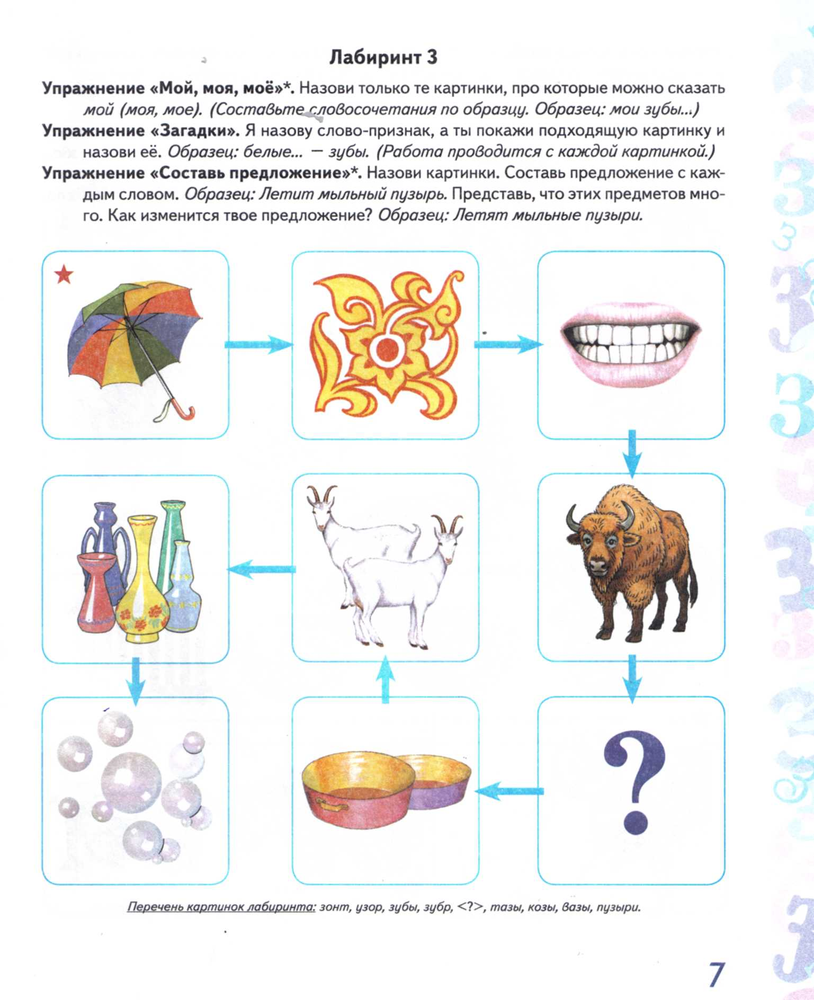 Лабиринт 3
Упражнение «Мой, моя, моё»*. Назови только те картинки, про которые можно сказать
мой (моя, мое). (Составьте словосочетания по образцу. Образец: мои зубы...)
Упражнение «Загадки». Я назову слово-признак, а ты покажи подходящую картинку и
назови её. Образец: белые... — зубы. (Работа проводится с каждой картинкой.)
Упражнение «Составь предложение»*. Назови картинки. Составь предложение с каж-
дым словом. Образец: Летит мыльный пузырь. Представь, что этих предметов мно-
го. Как изменится твое предложение? Образец: Летят мыльные пузыри.
?
Перечень картинок лабиринта: зонт, узор, зубы, зубр, <?>, тазы, козы, вазы, пузыри.
7